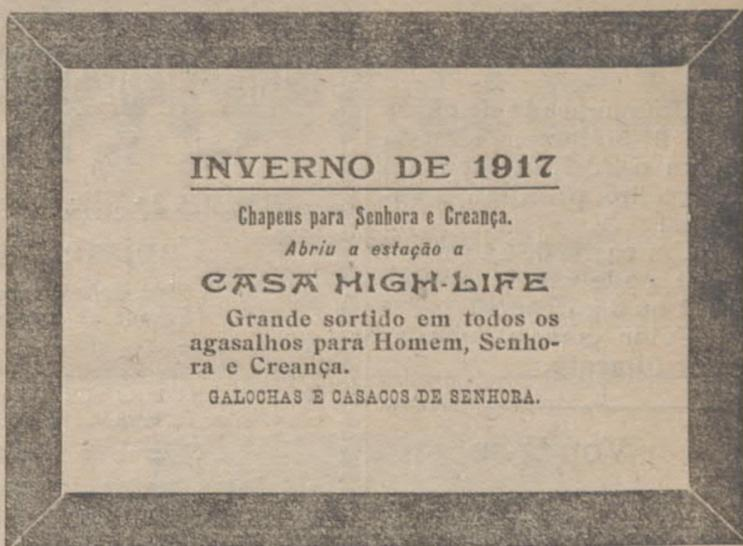 INVERNO DE 1917
Chapeus para Senhora e Creança.
Abriu a estação a
CASA HIGH-LIFE
Grande sortido em todos os
agasalhos para Homem, Senho-
ra e Creança.
GALOCHAS E CASACOS DE SENHORA.